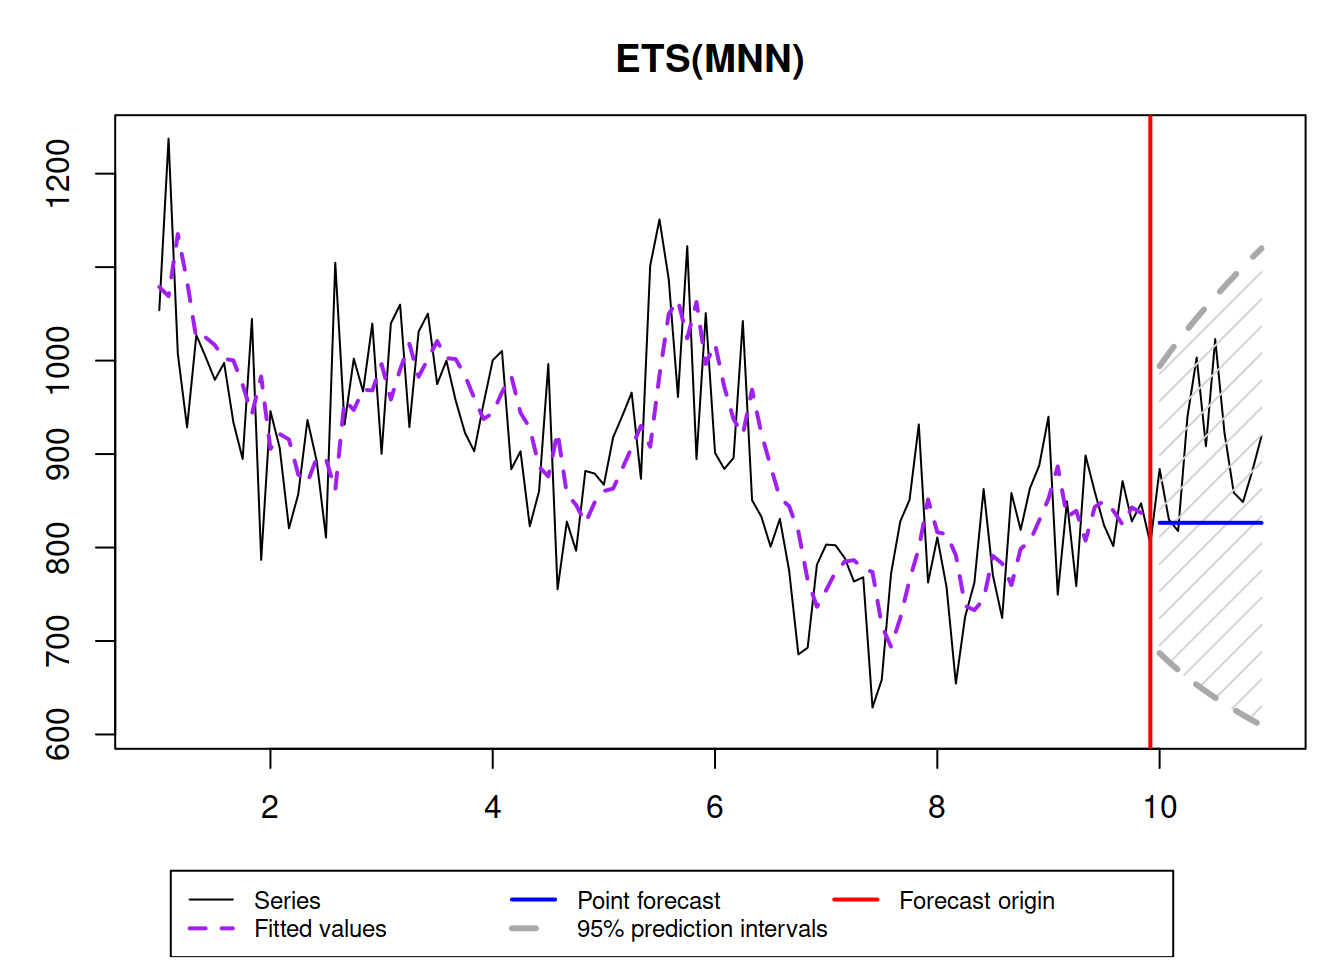 ETS(MNN)
1200
1000
900
800
700
600
2 4 6 8 10
Series Point forecast Forecast origin
Fitted values 95% prediction intervals